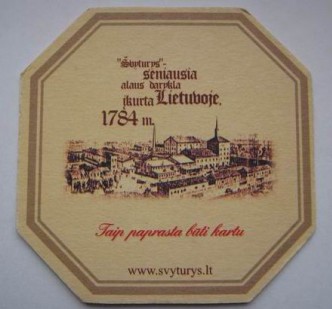 "Švyturys"-
seniausia
alaus darykla
įkurta Lietuvoje,
1784 m.
Taip paprasta būti kartu
www.svyturys.lt